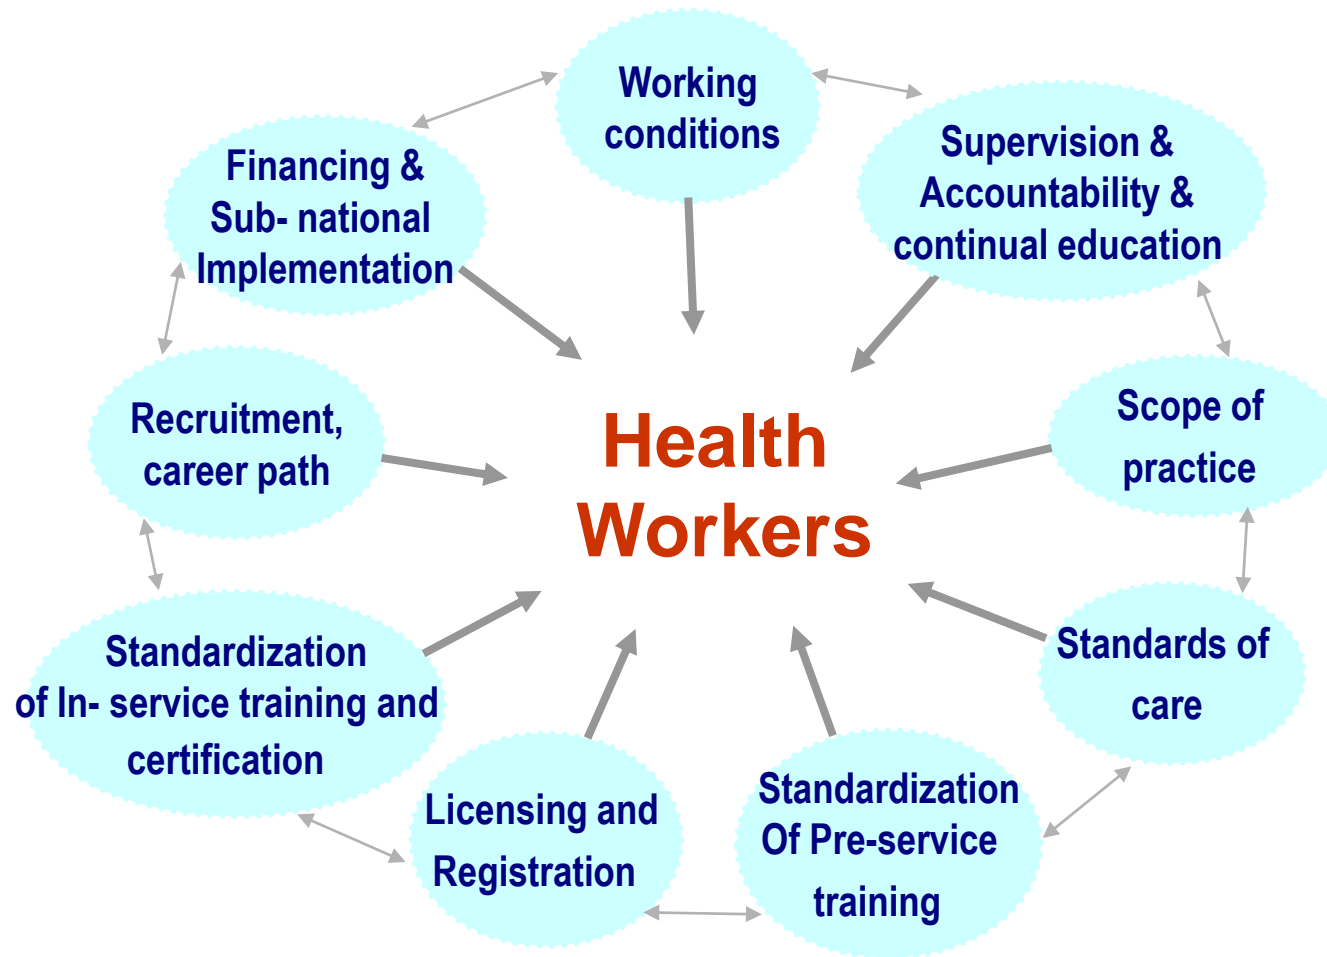 Working
conditions
Supervision &
Accountability &
continual education
Financing &
Sub- national
Implementation
Scope of
practice
Recruitment,
career path
Health
Workers
Standards of
care
Standardization
of In- service training and
certification
Licensing and
Registration
Standardization
Of Pre-service
training